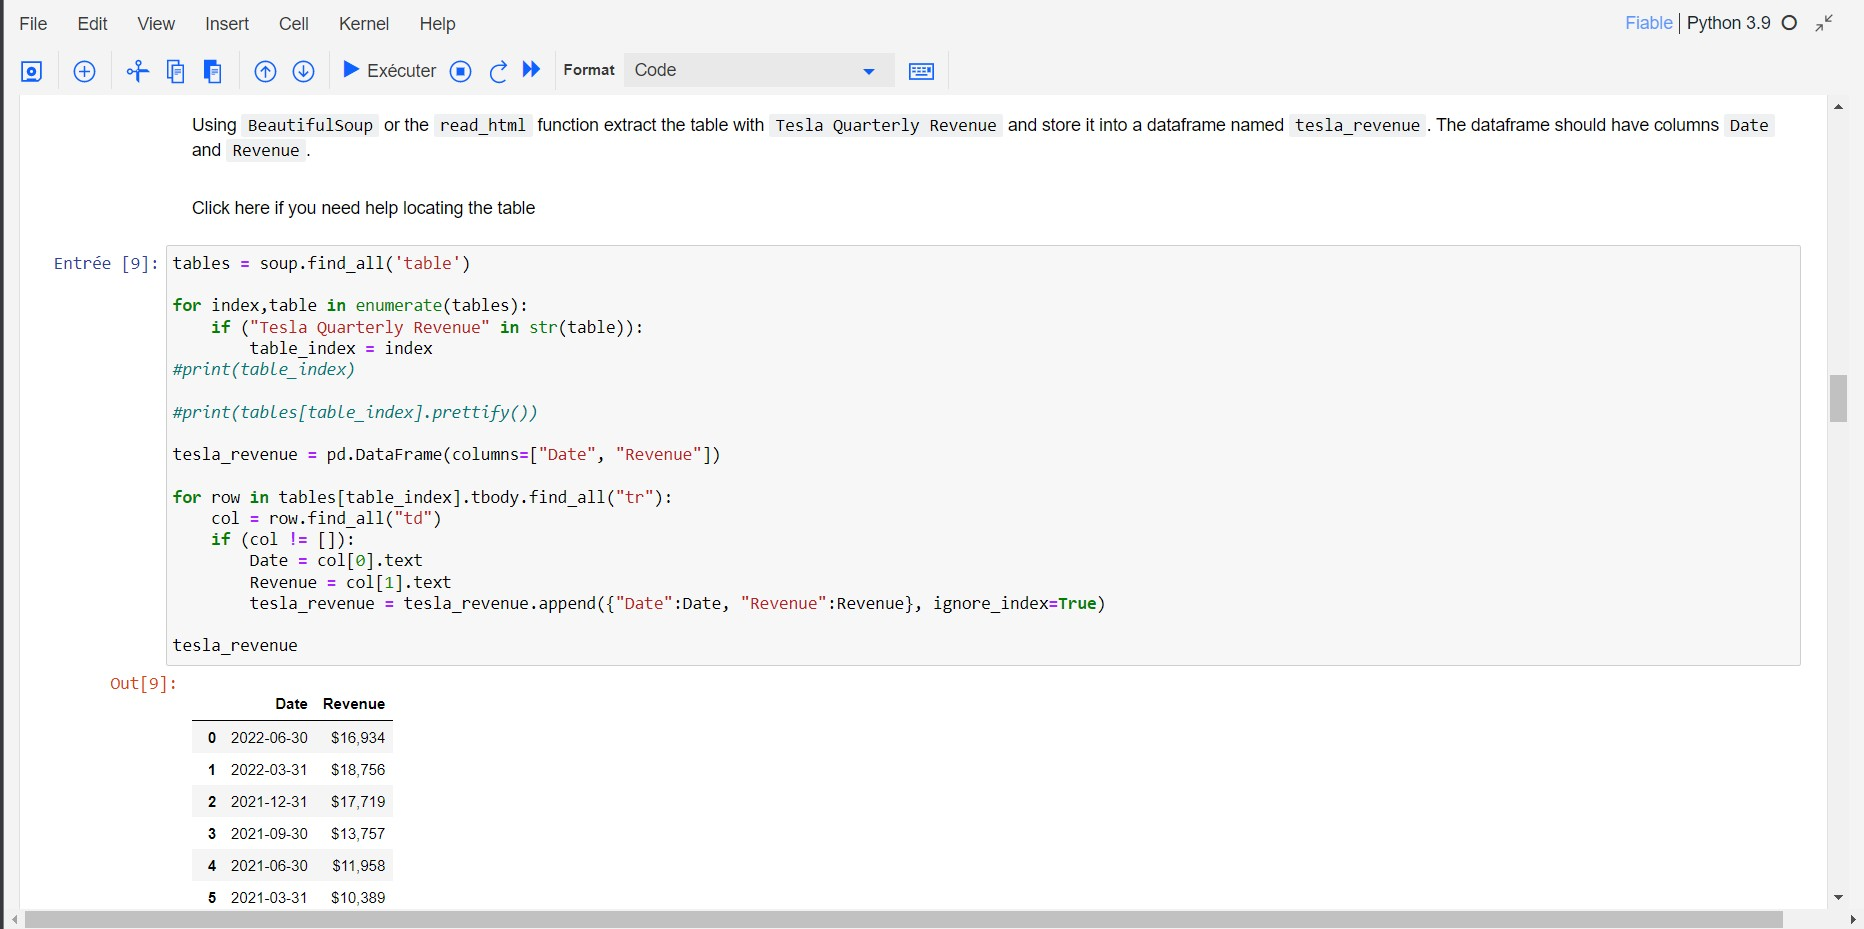 File Edit View Insert Cell Kernel Help Fiable Python 3.9
Exécuter Format Code
Using BeautifulSoup or the read_html function extract the table with Tesla Quarterly Revenue and store it into a dataframe named tesla_revenue . The dataframe should have columns Date
and Revenue .
Click here if you need help locating the table
Entrée [9]: tables = soup.find_all('table')
for index,table in enumerate(tables):
    if ("Tesla Quarterly Revenue" in str(table)):
        table_index = index
#print(table_index)
#print(tables[table_index].prettify())
tesla_revenue = pd.DataFrame(columns=["Date", "Revenue"])
for row in tables[table_index].tbody.find_all("tr"):
    col = row.find_all("td")
    if (col != []):
        Date = col[0].text
        Revenue = col[1].text
        tesla_revenue = tesla_revenue.append({"Date":Date, "Revenue":Revenue}, ignore_index=True)
tesla_revenue
Out[9]:
Date Revenue
0 2022-06-30 $16,934
1 2022-03-31 $18,756
2 2021-12-31 $17,719
3 2021-09-30 $13,757
4 2021-06-30 $11,958
5 2021-03-31 $10,389